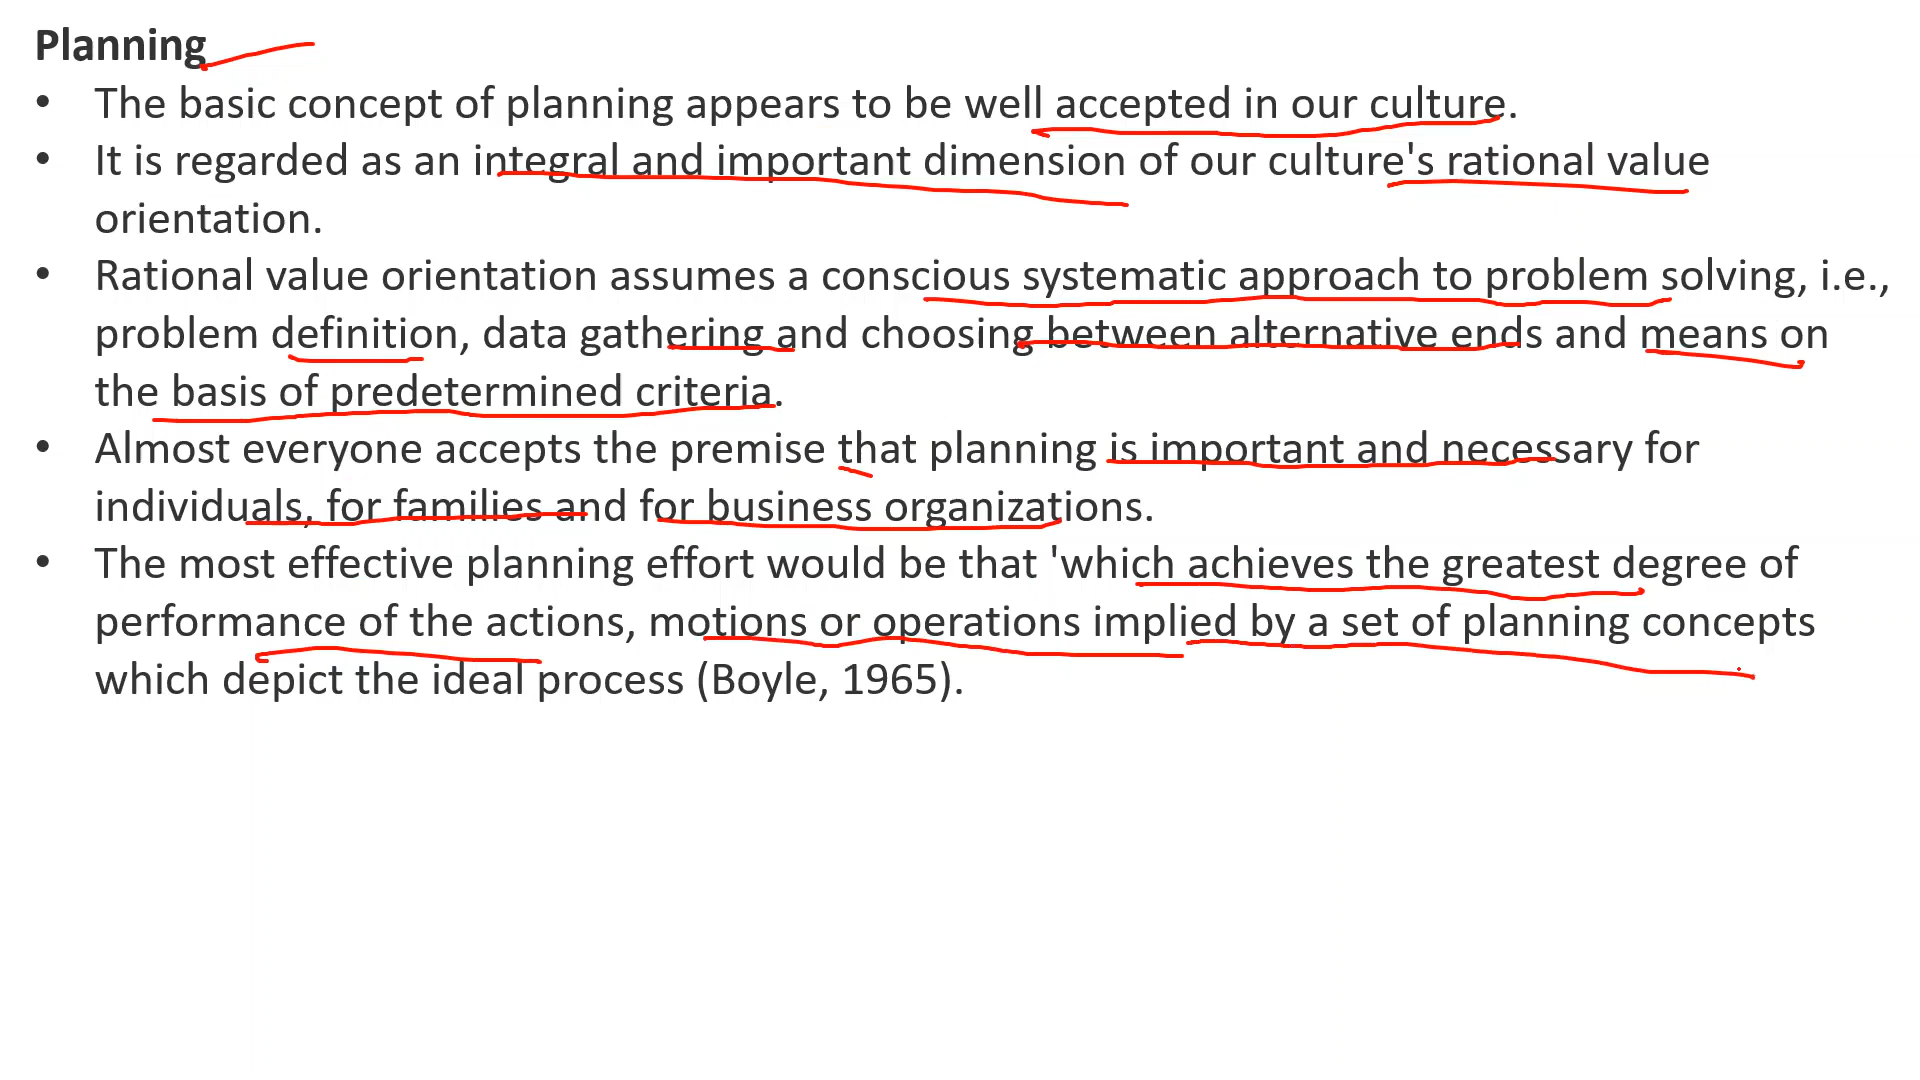 Planning
• The basic concept of planning appears to be well accepted in our culture.
• It is regarded as an integral and important dimension of our culture's rational value
orientation.
• Rational value orientation assumes a conscious systematic approach to problem solving, i.e.,
problem definition, data gathering and choosing between alternative ends and means on
the basis of predetermined criteria.
• Almost everyone accepts the premise that planning is important and necessary for
individuals, for families and for business organizations.
• The most effective planning effort would be that 'which achieves the greatest degree of
performance of the actions, motions or operations implied by a set of planning concepts
which depict the ideal process (Boyle, 1965).